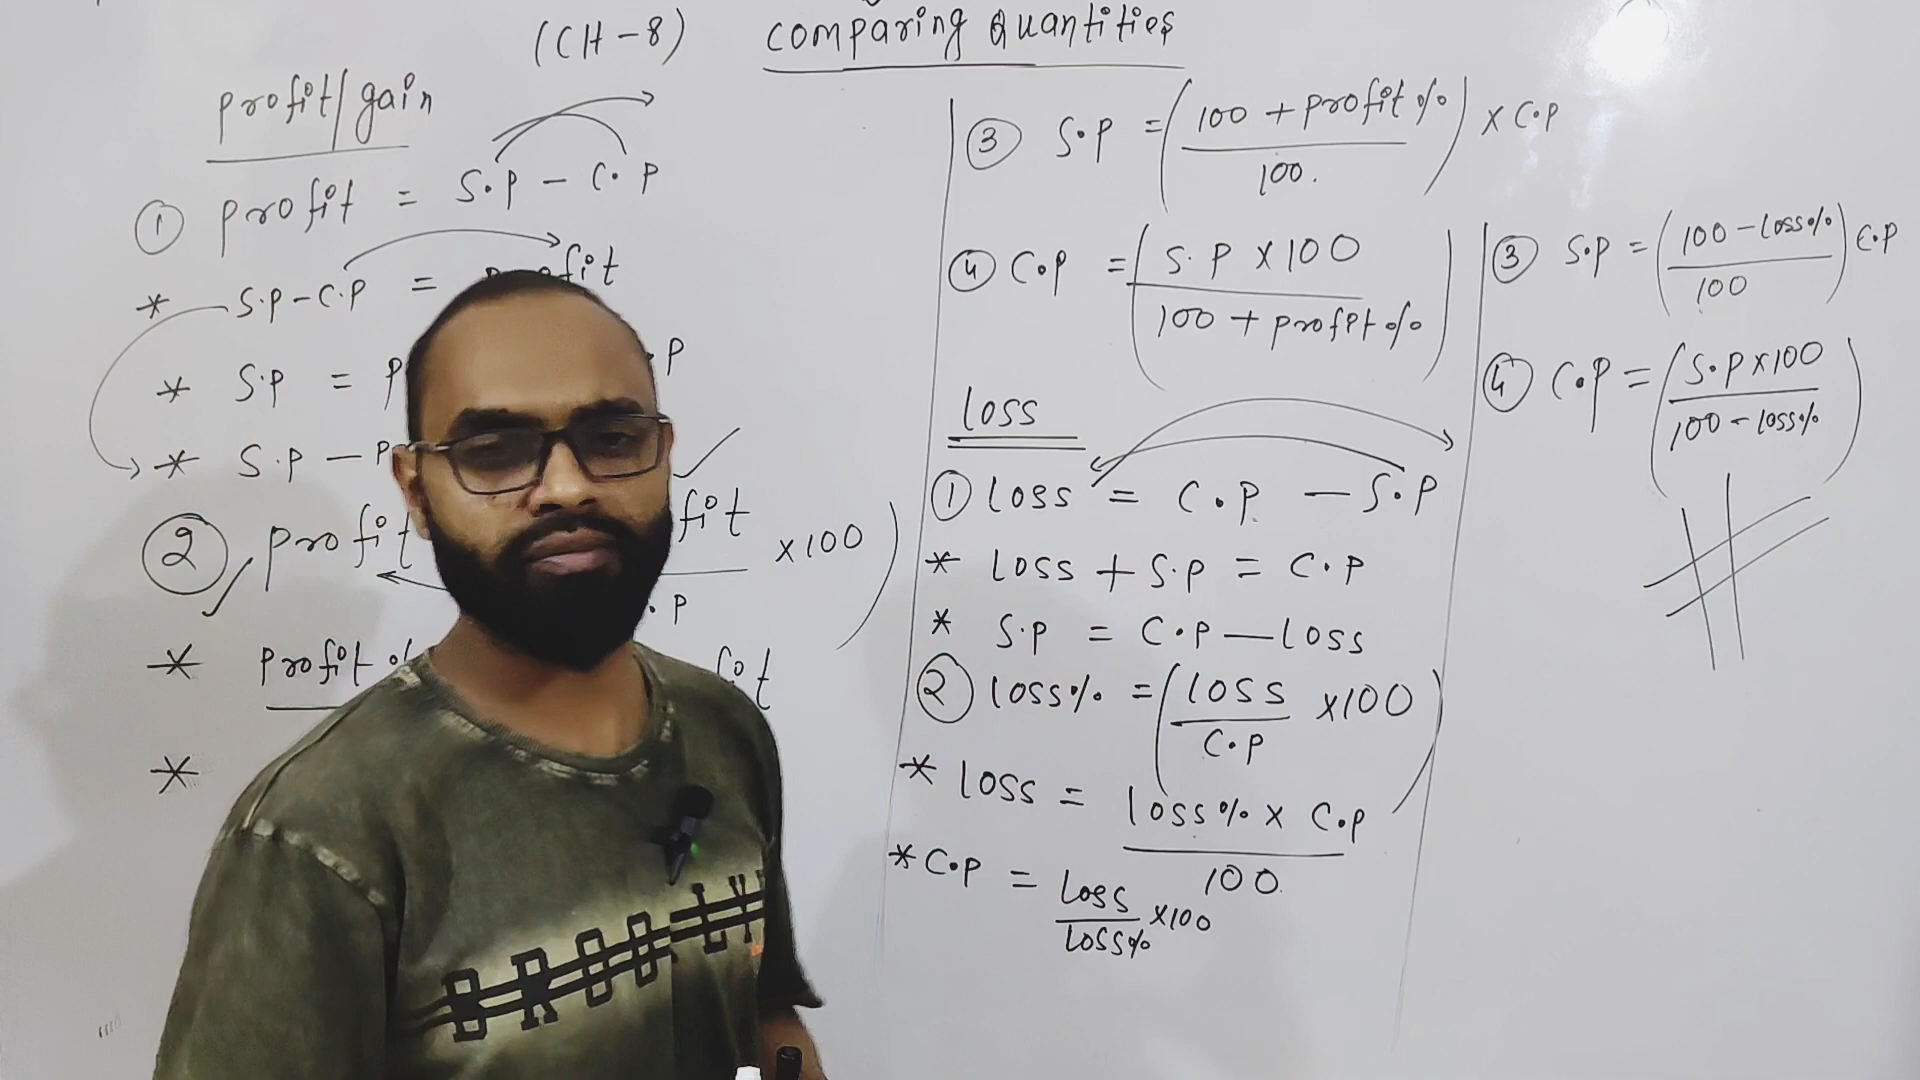 (CH-8) comparing Quantities
profit/gain
① profit = S.P - C.P
* S.P-C.P =
* S.P =
* S.P -
② profit × 100
* Profit
*
③ S.P = (100 + profit % / 100.) × C.P
④ C.P = (S.P × 100 / 100 + profit %)
Loss
① Loss = C.P. - S.P
* Loss + S.P = C.P
* S.P = C.P - Loss
② Loss% = (Loss / C.P × 100)
* Loss = Loss% × C.P / 100.
* C.P = Loss / Loss% × 100
③ S.P = (100 - Loss% / 100) C.P
④ C.P = (S.P × 100 / 100 - Loss%)